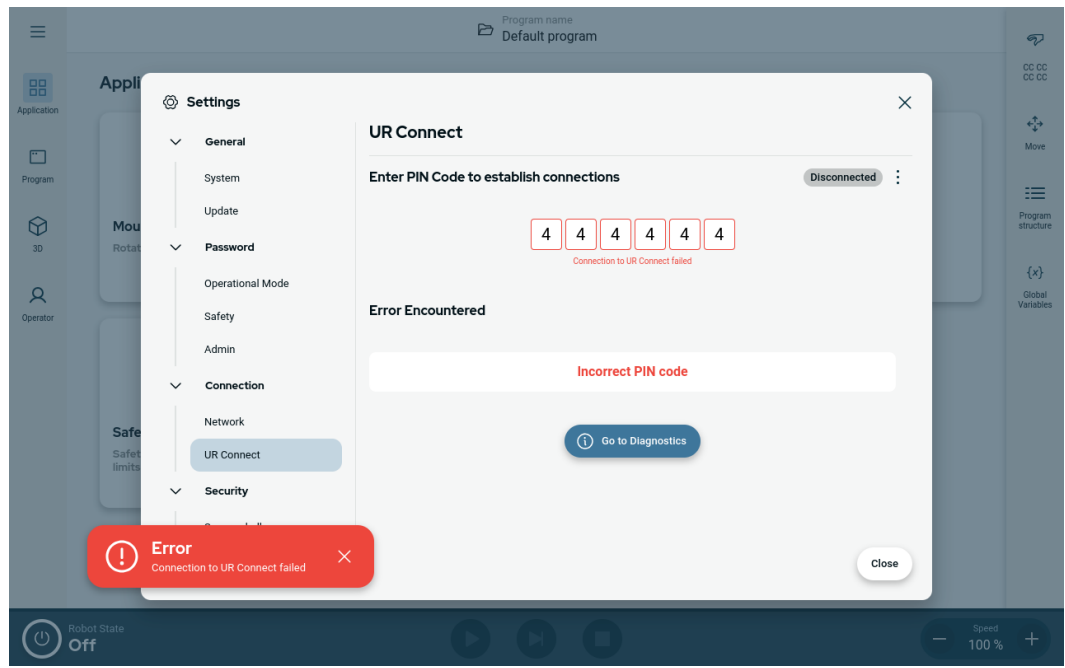 Program name
Default program
Application
Program
3D
Operator
Appli
Mou
Rotat
Safe
Safet
limits
Settings
General
System
Update
Password
Operational Mode
Safety
Admin
Connection
Network
UR Connect
Security
UR Connect
Enter PIN Code to establish connections
Disconnected
4 4 4 4 4 4
Connection to UR Connect failed
Error Encountered
Incorrect PIN code
Go to Diagnostics
Close
Error
Connection to UR Connect failed
CC CC
CC CC
Move
Program
structure
{x}
Global
Variables
Robot State
Off
Speed
100 %